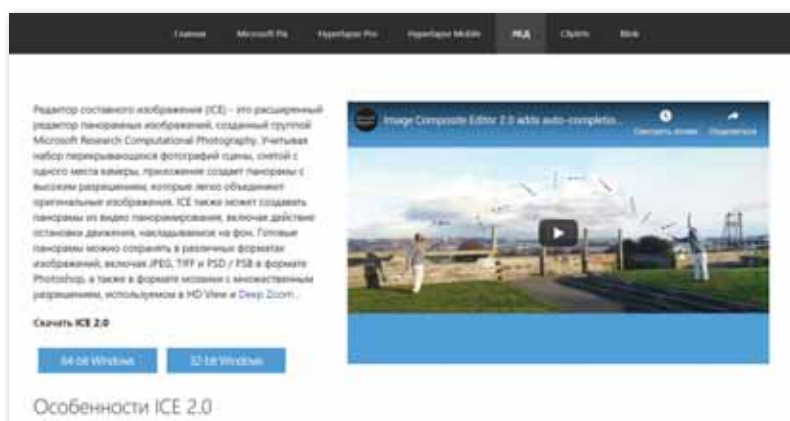 Главная Microsoft Pix Hyperlapse Pro Hyperlapse Mobile ЛЕД Blink
Редактор составного изображения (ICE) – это расширенный
редактор панорамных изображений, созданный группой
Microsoft Research Computational Photography. Учитывая
набор перекрывающихся фотографий сцены, снятой с
одного места камеры, приложение создает панорамы с
высоким разрешением, которые легко объединяют
оригинальные изображения. ICE также может создавать
панорамы из видео панорамирования, включая действие
остановки движения, накладываемое на фон. Готовые
панорамы можно сохранять в различных форматах
изображений, включая JPEG, TIFF и PSD / PSB в формате
Photoshop, а также в формате мозаики с множественным
разрешением, используемом в HD View и Deep Zoom .
Скачать ICE 2.0
64-bit Windows 32-bit Windows
Особенности ICE 2.0
Image Composite Editor 2.0 adds auto-completin...
Смотреть позже Поделиться